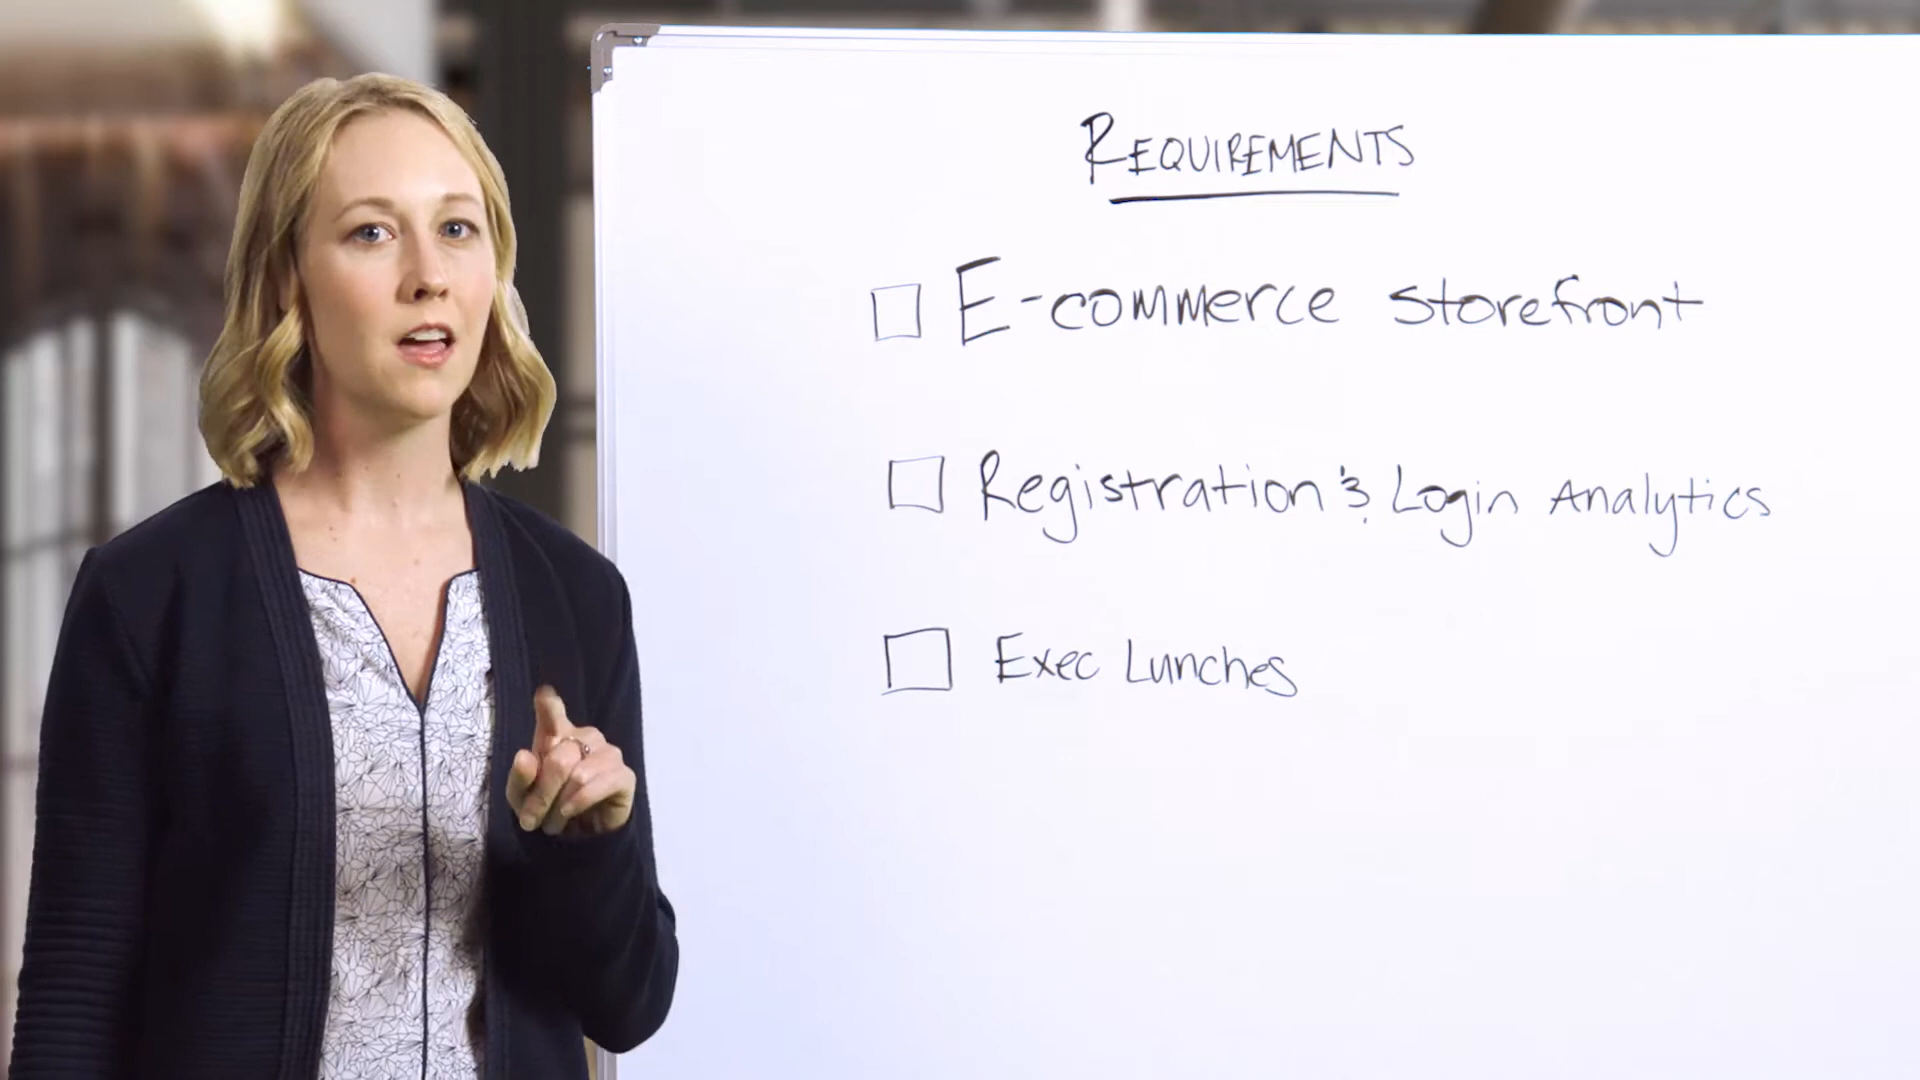 REQUIREMENTS
E-commerce storefront
Registration & Login Analytics
Exec Lunches